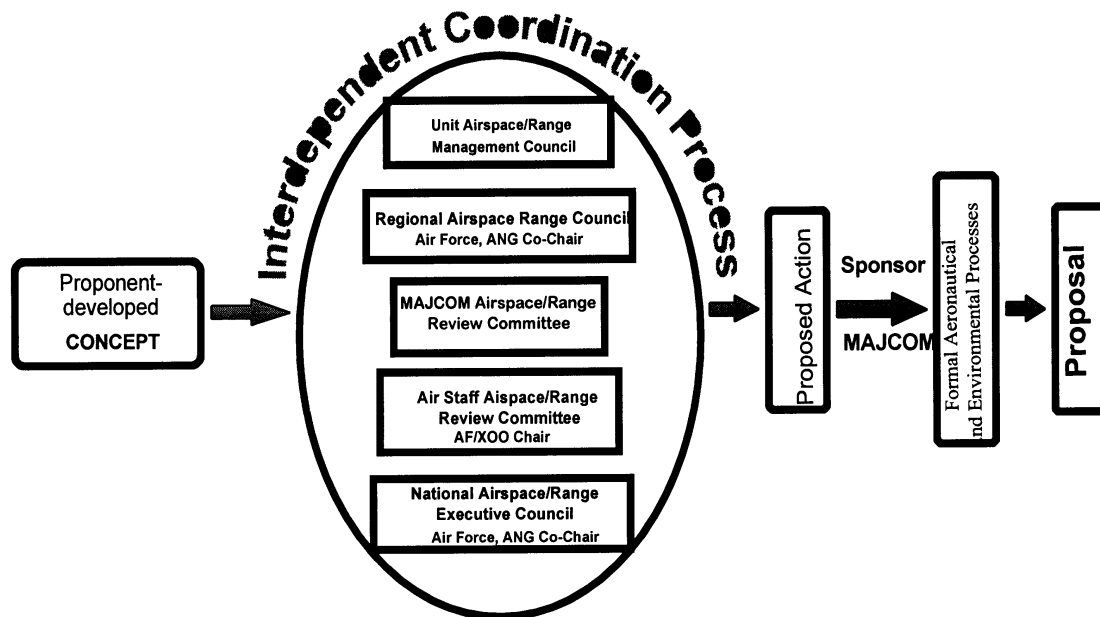 Interdependent Coordination Process
Unit Airspace/Range
Management Council
Regional Airspace Range Council
Air Force, ANG Co-Chair
MAJCOM Airspace/Range
Review Committee
Air Staff Aispace/Range
Review Committee
AF/XOO Chair
National Airspace/Range
Executive Council
Air Force, ANG Co-Chair
Proponent-
developed
CONCEPT
Proposed Action
Sponsor
MAJCOM
Formal Aeronautical
nd Environmental Processes
Proposal